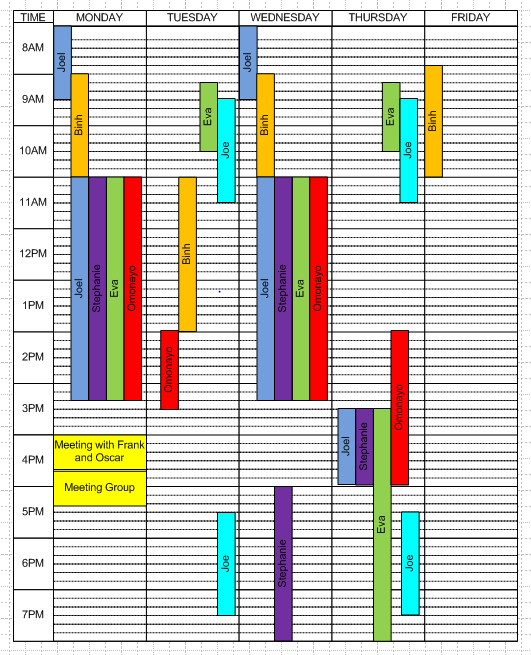 TIME MONDAY TUESDAY WEDNESDAY THURSDAY FRIDAY
8AM
9AM
10AM
11AM
12PM
1PM
2PM
3PM
4PM
5PM
6PM
7PM
Joel
Binh
Joel
Stephanie
Eva
Omonayo
Meeting with Frank
and Oscar
Meeting Group
Omonayo
Binh
Eva
Joe
Joe
Joel
Binh
Joel
Stephanie
Eva
Omonayo
Stephanie
Joel
Stephanie
Eva
Eva
Omonayo
Joe
Joe
Binh